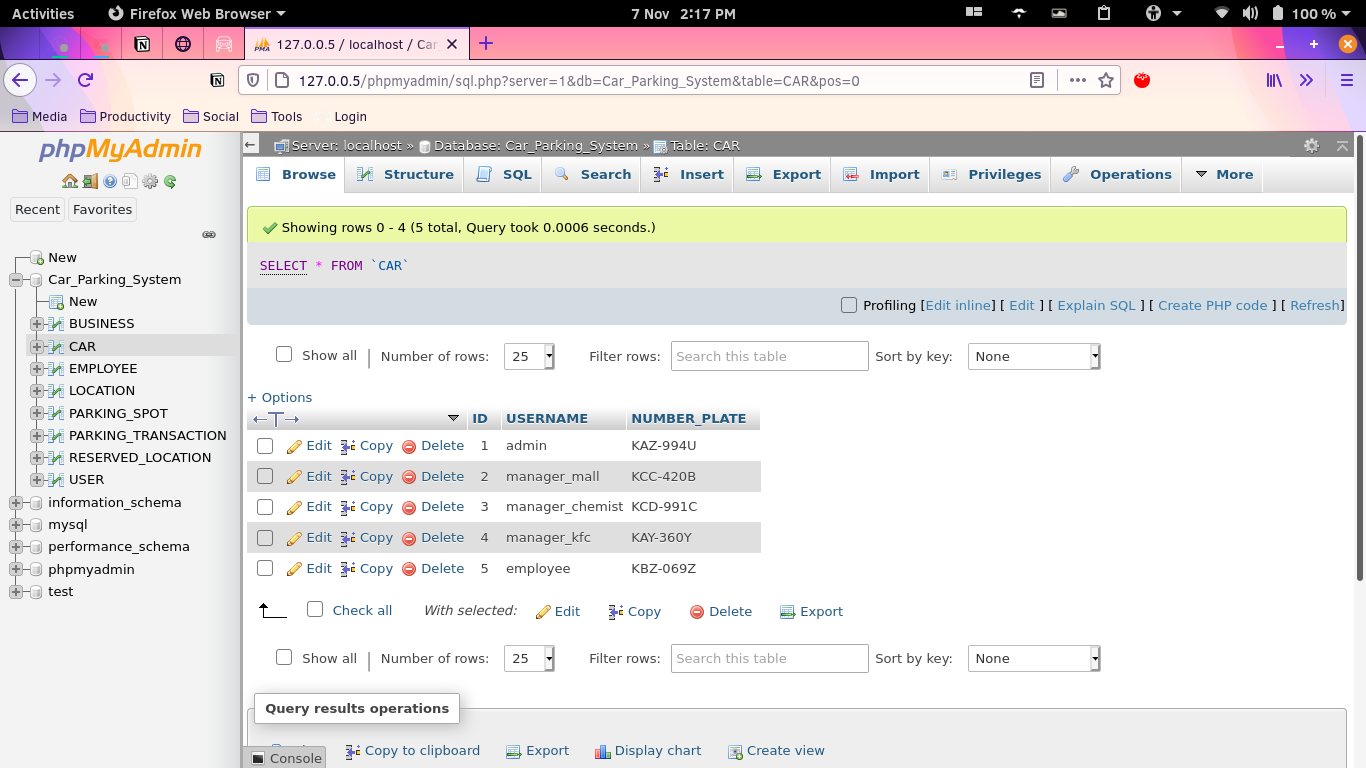 Activities Firefox Web Browser 7 Nov 2:17 PM 100 %
127.0.0.5 / localhost / Car
127.0.0.5/phpmyadmin/sql.php?server=1&db=Car_Parking_System&table=CAR&pos=0
Media Productivity Social Tools Login
phpMyAdmin
Recent Favorites
New
Car_Parking_System
New
BUSINESS
CAR
EMPLOYEE
LOCATION
PARKING_SPOT
PARKING_TRANSACTION
RESERVED_LOCATION
USER
information_schema
mysql
performance_schema
phpmyadmin
test
Server: localhost » Database: Car_Parking_System » Table: CAR
Browse Structure SQL Search Insert Export Import Privileges Operations More
Showing rows 0 - 4 (5 total, Query took 0.0006 seconds.)
SELECT * FROM `CAR`
Profiling [Edit inline] [ Edit ] [ Explain SQL ] [ Create PHP code ] [ Refresh]
Show all | Number of rows: 25 Filter rows: Search this table Sort by key: None
+ Options
←T→ ID USERNAME NUMBER_PLATE
Edit Copy Delete 1 admin KAZ-994U
Edit Copy Delete 2 manager_mall KCC-420B
Edit Copy Delete 3 manager_chemist KCD-991C
Edit Copy Delete 4 manager_kfc KAY-360Y
Edit Copy Delete 5 employee KBZ-069Z
Check all With selected: Edit Copy Delete Export
Show all | Number of rows: 25 Filter rows: Search this table Sort by key: None
Query results operations
Copy to clipboard Export Display chart Create view
Console